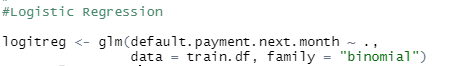 #Logistic Regression
logitreg <- glm(default.payment.next.month ~ .,
data = train.df, family = "binomial")